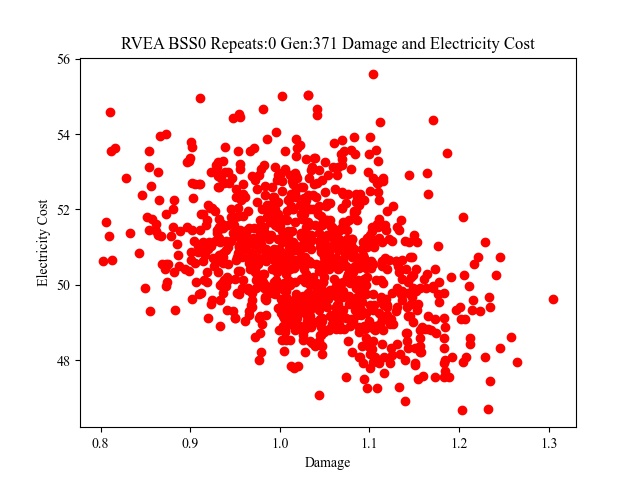 RVEA BSS0 Repeats:0 Gen:371 Damage and Electricity Cost
56
54
52
50
48
Electricity Cost
0.8 0.9 1.0 1.1 1.2 1.3
Damage